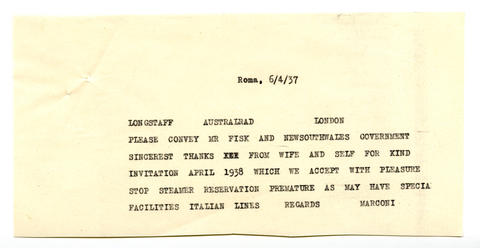 Roma, 6/4/37
LONGSTAFF AUSTRALRAD LONDON
PLEASE CONVEY MR FISK AND NEWSOUTHWALES GOVERNMENT
SINCEREST THANKS XXX FROM WIFE AND SELF FOR KIND
INVITATION APRIL 1938 WHICH WE ACCEPT WITH PLEASURE
STOP STEAMER RESERVATION PREMATURE AS MAY HAVE SPECIA
FACILITIES ITALIAN LINES REGARDS MARCONI